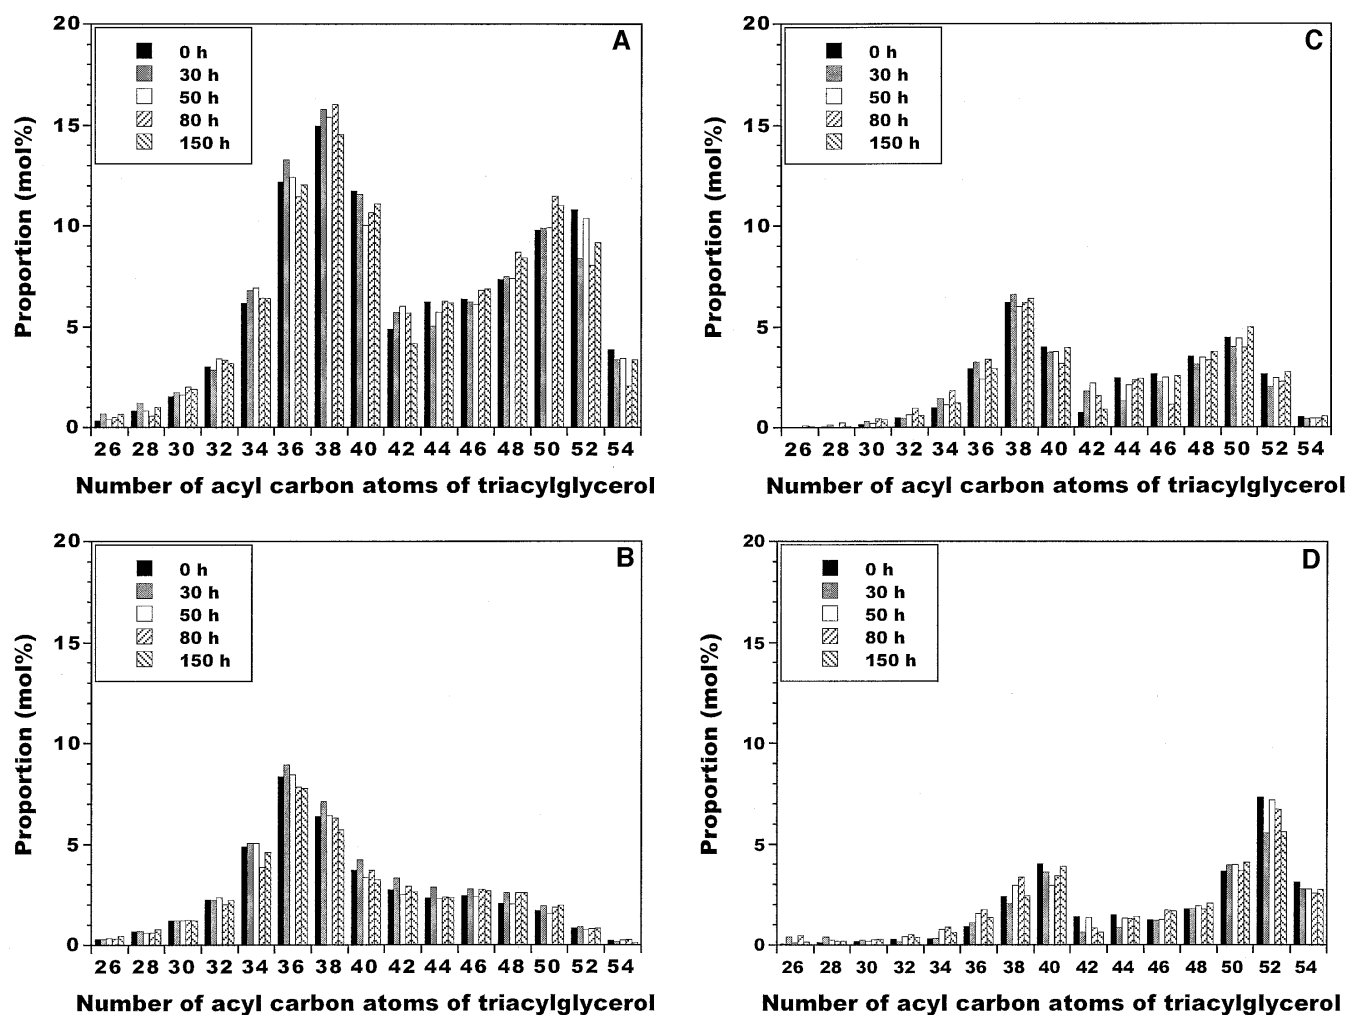 20
15
10
5
0
Proportion (mol%)
0 h
30 h
50 h
80 h
150 h
A
26 28 30 32 34 36 38 40 42 44 46 48 50 52 54
Number of acyl carbon atoms of triacylglycerol
20
15
10
5
0
Proportion (mol%)
0 h
30 h
50 h
80 h
150 h
C
26 28 30 32 34 36 38 40 42 44 46 48 50 52 54
Number of acyl carbon atoms of triacylglycerol
20
15
10
5
0
Proportion (mol%)
0 h
30 h
50 h
80 h
150 h
B
26 28 30 32 34 36 38 40 42 44 46 48 50 52 54
Number of acyl carbon atoms of triacylglycerol
20
15
10
5
0
Proportion (mol%)
0 h
30 h
50 h
80 h
150 h
D
26 28 30 32 34 36 38 40 42 44 46 48 50 52 54
Number of acyl carbon atoms of triacylglycerol